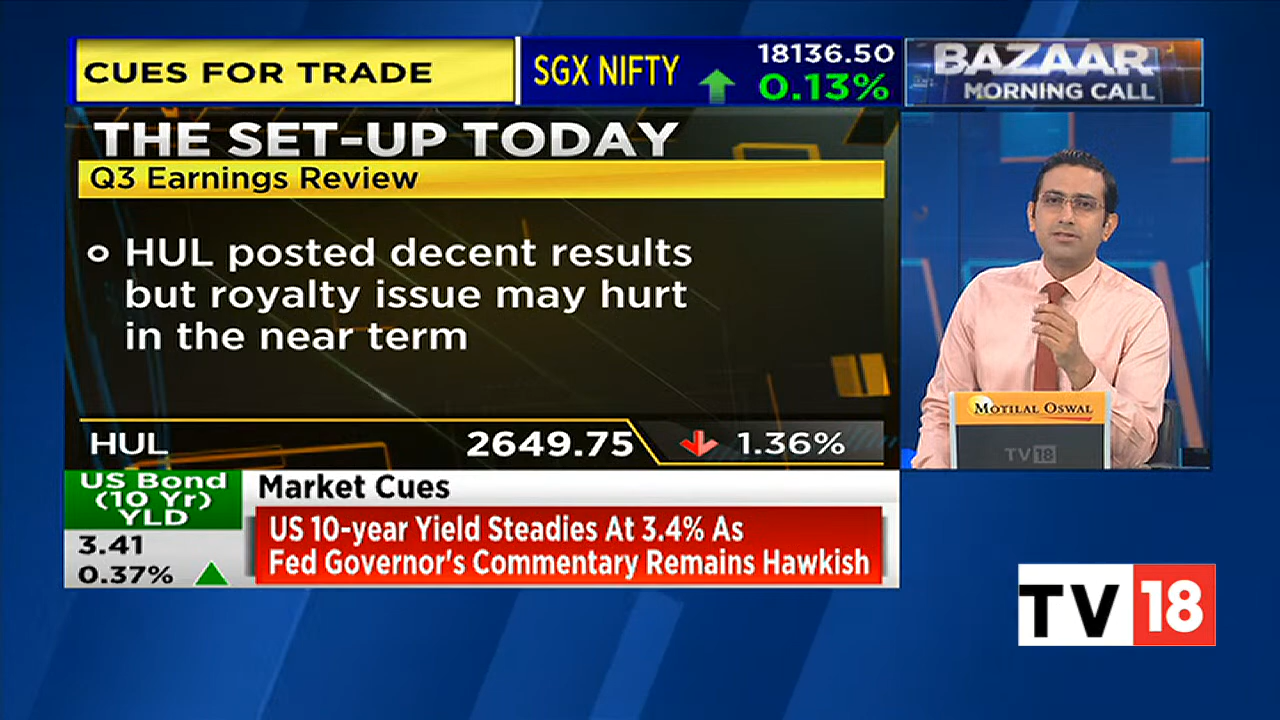 CUES FOR TRADE
SGX NIFTY
18136.50
0.13%
BAZAAR
MORNING CALL
THE SET-UP TODAY
Q3 Earnings Review
HUL posted decent results
but royalty issue may hurt
in the near term
HUL 2649.75 1.36%
MOTILAL OSWAL
TV18
US Bond
(10 Yr)
YLD
3.41
0.37%
Market Cues
US 10-year Yield Steadies At 3.4% As
Fed Governor's Commentary Remains Hawkish
TV18